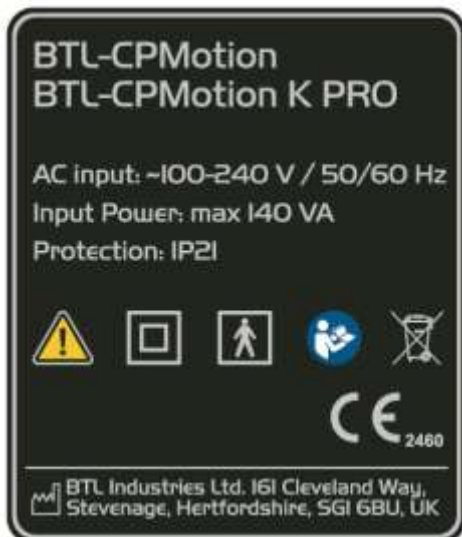 BTL-CPMotion
BTL-CPMotion K PRO
AC input: ~100-240 V / 50/60 Hz
Input Power: max 140 VA
Protection: IP21
CE 2460
BTL Industries Ltd. 161 Cleveland Way,
Stevenage, Hertfordshire, SG1 6BU, UK